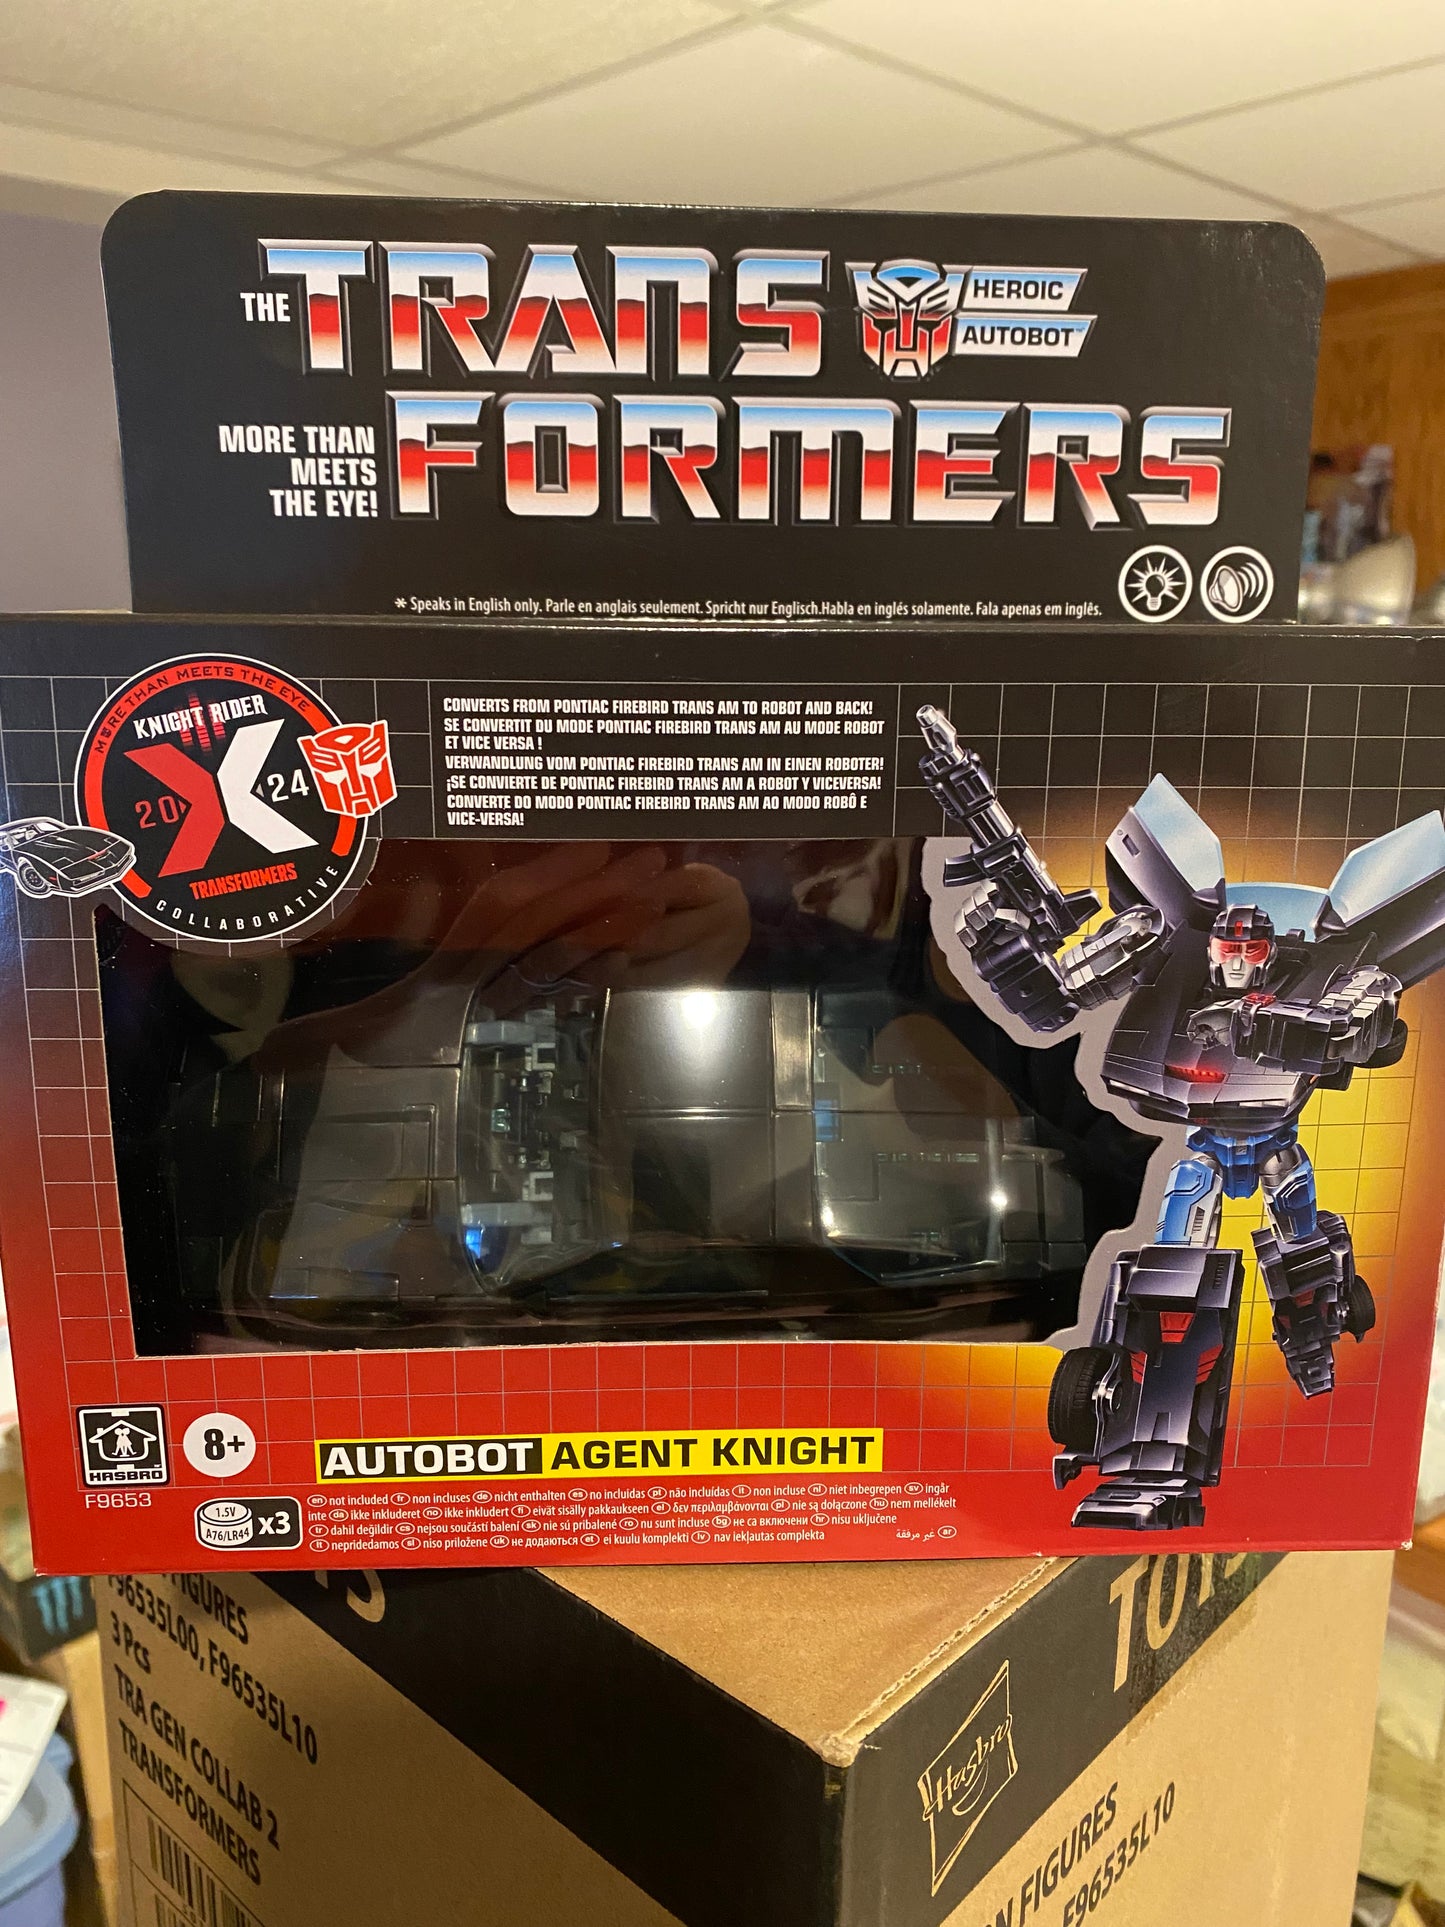 THE TRANSFORMERS
HEROIC
AUTOBOT™
MORE THAN
MEETS
THE EYE!
* Speaks in English only. Parle en anglais seulement. Spricht nur Englisch.Habla en inglés solamente. Fala apenas em inglês.
MORE THAN MEETS THE EYE
KNIGHT RIDER
20 X 24
TRANSFORMERS
COLLABORATIVE
CONVERTS FROM PONTIAC FIREBIRD TRANS AM TO ROBOT AND BACK!
SE CONVERTIT DU MODE PONTIAC FIREBIRD TRANS AM AU MODE ROBOT
ET VICE VERSA !
VERWANDLUNG VOM PONTIAC FIREBIRD TRANS AM IN EINEN ROBOTER!
¡SE CONVIERTE DE PONTIAC FIREBIRD TRANS AM A ROBOT Y VICEVERSA!
CONVERTE DO MODO PONTIAC FIREBIRD TRANS AM AO MODO ROBÔ E
VICE-VERSA!
HASBRO
F9653
8+
AUTOBOT AGENT KNIGHT
1.5V
A76/LR44
x3
en not included fr non incluses de nicht enthalten es no incluidas pt não incluídas it non incluse nl niet inbegrepen sv ingår
inte da ikke inkluderet no ikke inkludert fi eivät sisälly pakkaukseen el δεν περιλαμβάνονται pl nie są dołączone hu nem mellékelt
tr dahil değildir cs nejsou součástí balení sk nie sú pribalené ro nu sunt incluse bg не са включени hr nisu uključene
lt nepridedamos sl niso priložene uk не додаються et ei kuulu komplekti lv nav iekļautas complekta ar غير مرفقة
FIGURES
F96535L00, F96535L10
3 Pcs
TRA GEN COLLAB 2
TRANSFORMERS
Hasbro
N FIGURES
F96535L10